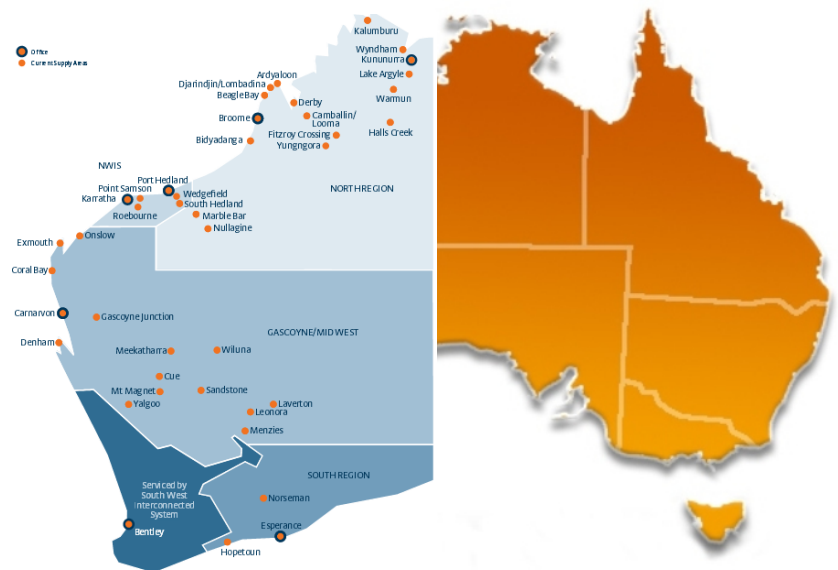 Office
Current Supply Areas
Kalumburu
Wyndham
Kununurra
Lake Argyle
Warmun
Halls Creek
Ardyaloon
Djarindjin/Lombadina
Beagle Bay
Derby
Broome
Camballin/
Looma
Fitzroy Crossing
Yungngora
Bidyadanga
NORTH REGION
NWIS
Port Hedland
Point Samson
Karratha
Wedgefield
South Hedland
Roebourne
Marble Bar
Nullagine
Onslow
Exmouth
Coral Bay
Carnarvon
Gascoyne Junction
GASCOYNE/MID WEST
Denham
Meekatharra
Wiluna
Cue
Mt Magnet
Sandstone
Yalgoo
Laverton
Leonora
Menzies
SOUTH REGION
Serviced by
South West
Interconnected
System
Norseman
Bentley
Esperance
Hopetoun